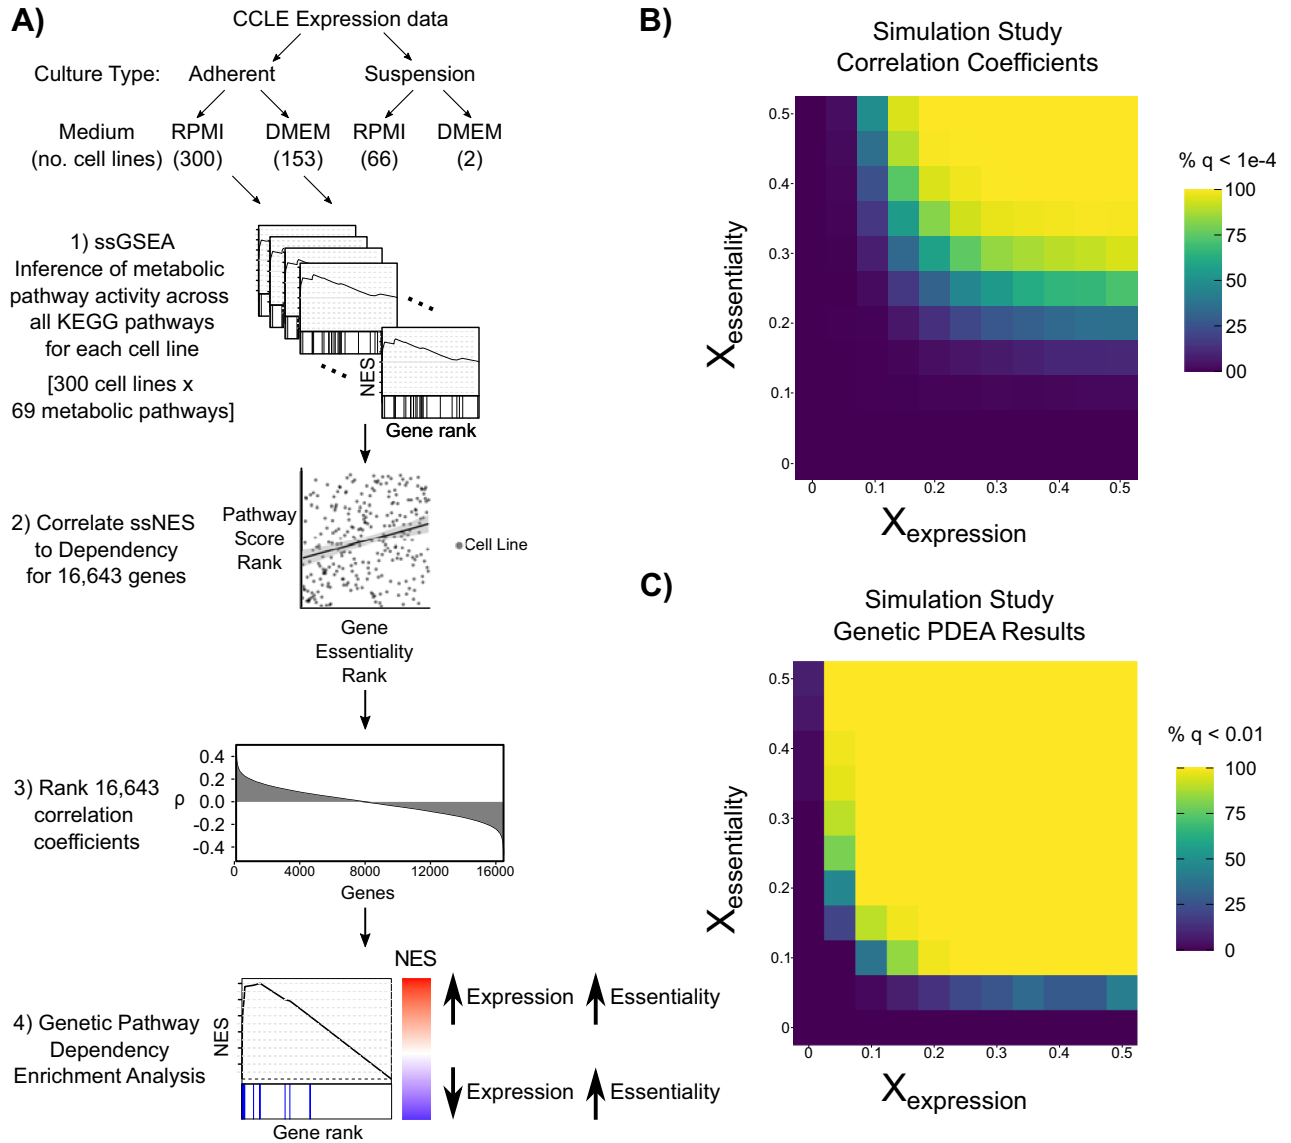 A)
CCLE Expression data
Culture Type: Adherent Suspension
Medium RPMI DMEM RPMI DMEM
(no. cell lines) (300) (153) (66) (2)
1) ssGSEA
Inference of metabolic
pathway activity across
all KEGG pathways
for each cell line
[300 cell lines x
69 metabolic pathways]
NES
Gene rank
2) Correlate ssNES
to Dependency
for 16,643 genes
Pathway
Score
Rank
Cell Line
Gene
Essentiality
Rank
3) Rank 16,643
correlation
coefficients
ρ
0.4
0.2
0.0
-0.2
-0.4
0 4000 8000 12000 16000
Genes
4) Genetic Pathway
Dependency
Enrichment Analysis
NES
Gene rank
NES
Expression Essentiality
Expression Essentiality
B)
Simulation Study
Correlation Coefficients
Xessentiality
0.5
0.4
0.3
0.2
0.1
0
0 0.1 0.2 0.3 0.4 0.5
Xexpression
% q < 1e-4
100
75
50
25
00
C)
Simulation Study
Genetic PDEA Results
Xessentiality
0.5
0.4
0.3
0.2
0.1
0
0 0.1 0.2 0.3 0.4 0.5
Xexpression
% q < 0.01
100
75
50
25
0